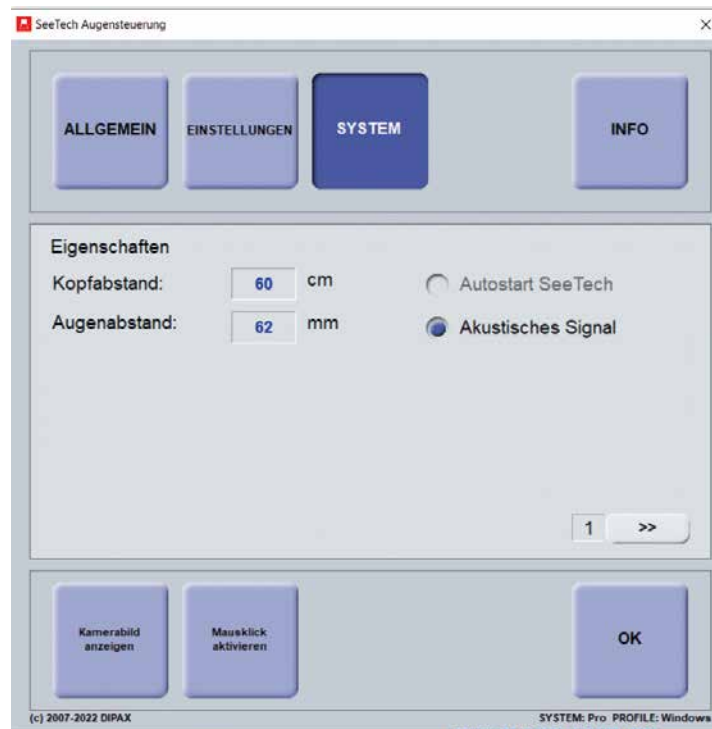 SeeTech Augensteuerung
ALLGEMEIN
EINSTELLUNGEN
SYSTEM
INFO
Eigenschaften
Kopfabstand: 60 cm
Autostart SeeTech
Augenabstand: 62 mm
Akustisches Signal
1 >>
Kamerabild
anzeigen
Mausklick
aktivieren
OK
(c) 2007-2022 DIPAX
SYSTEM: Pro PROFILE: Windows